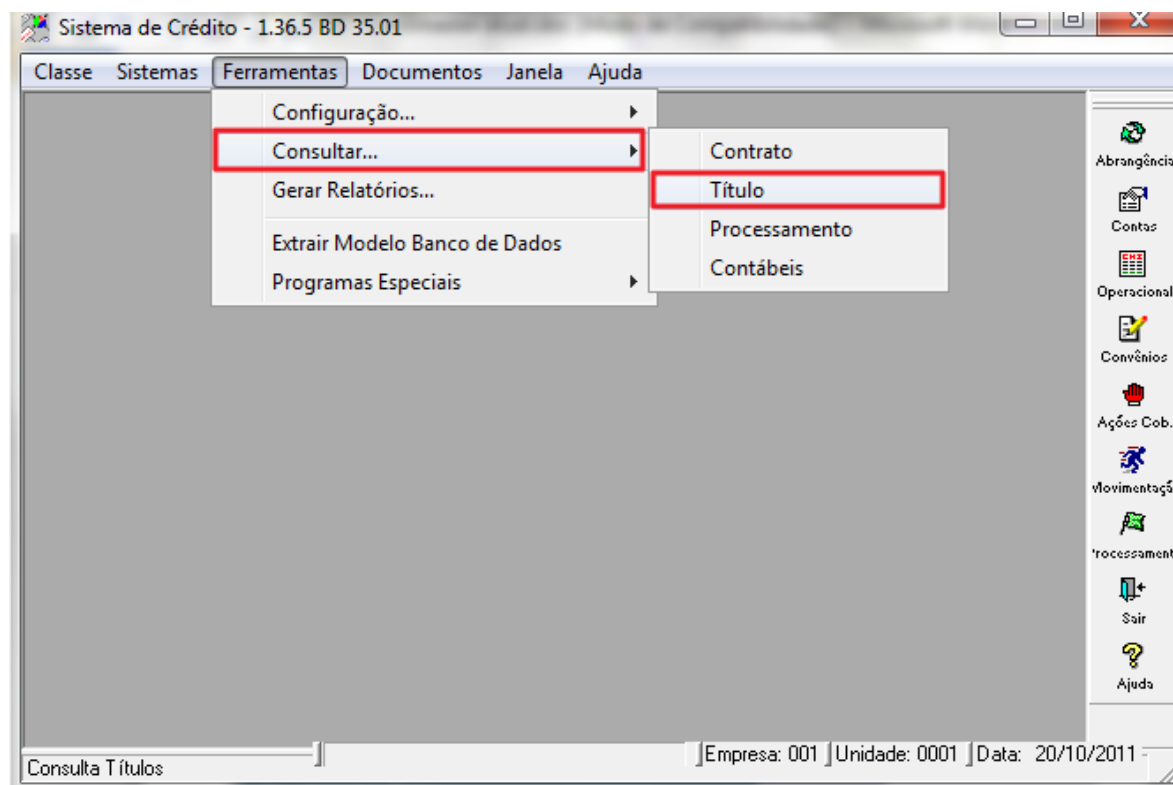 Sistema de Crédito - 1.36.5 BD 35.01
Classe Sistemas Ferramentas Documentos Janela Ajuda
Configuração...
Consultar...
Gerar Relatórios...
Extrair Modelo Banco de Dados
Programas Especiais
Contrato
Título
Processamento
Contábeis
Abrangência
Contas
Operacional
Convênios
Ações Cob.
Movimentaçã
Processament
Sair
Ajuda
Consulta Títulos
Empresa: 001 Unidade: 0001 Data: 20/10/2011